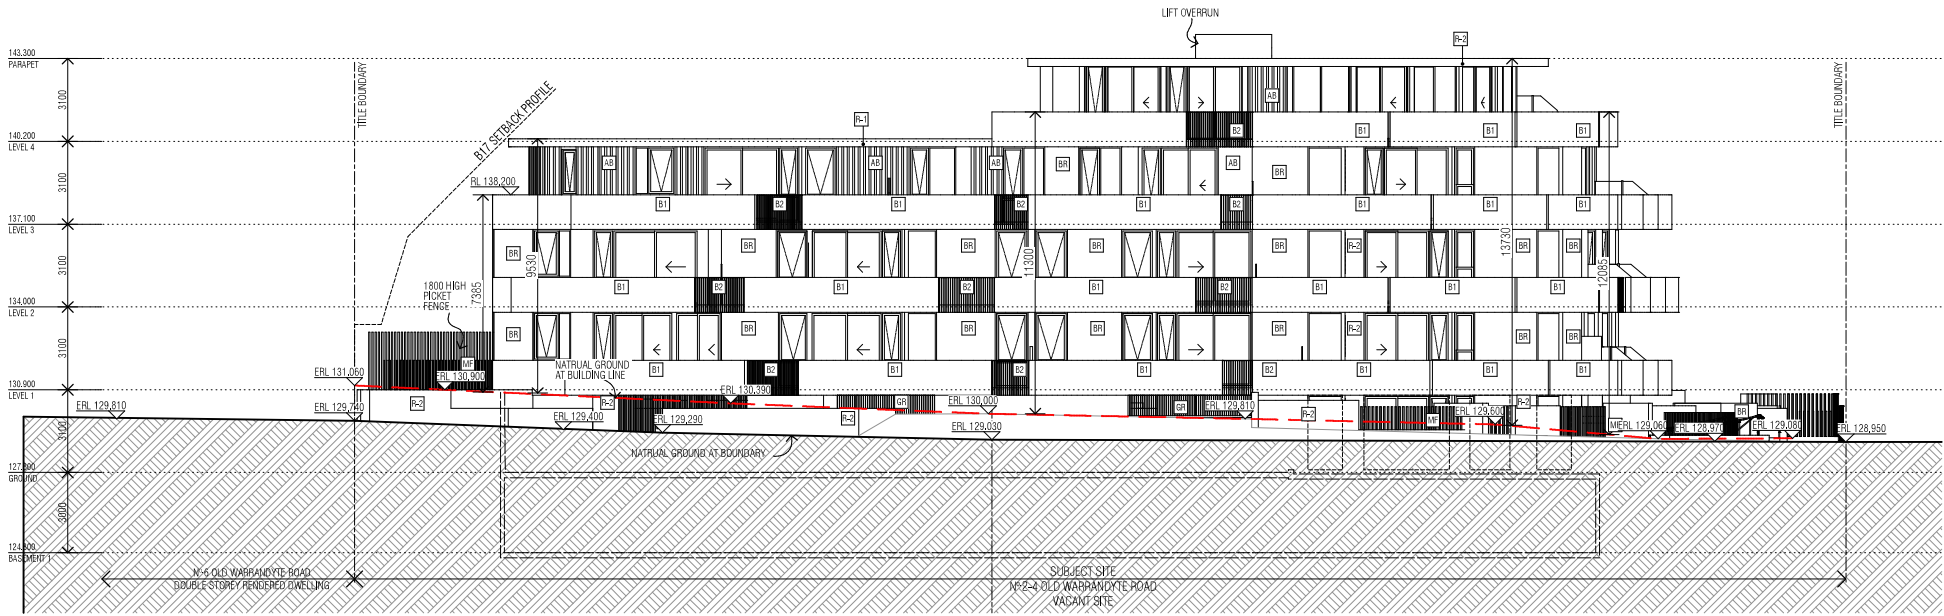 LIFT OVERRUN
R-2
143.300
PARAPET
3100
TITLE BOUNDARY
TITLE BOUNDARY
B17 SETBACK PROFILE
AB
R-1
B2
B1
B1
B1
140.200
LEVEL 4
3100
AB
AB
AB
BR
AB
BR
BR
RL 138,200
B1
B2
B1
B2
B1
B2
B1
B1
B1
137.100
LEVEL 3
3100
BR
9530
BR
BR
11300
BR
BR
R-2
13730
BR
BR
12085
1800 HIGH
PICKET
FENCE
7385
B1
B2
B1
B2
B1
B2
B1
B1
B1
134.000
LEVEL 2
3100
BR
BR
BR
BR
BR
R-2
BR
BR
MF
NATRUAL GROUND
AT BUILDING LINE
B1
B2
B1
B2
B1
B2
B1
B1
B1
ERL 131.060
ERL 130,900
ERL 130,390
130.900
LEVEL 1
3100
ERL 129,810
ERL 129,740
R-2
R-2
ERL 129,400
ERL 129,290
R-2
GR
ERL 130,000
ERL 129,030
GR
ERL 129,810
R-2
MF
ERL 129,600
R-2
ERL 129,060
ERL 128,970
BR
ERL 129,080
ERL 128,950
NATRUAL GROUND AT BOUNDARY
GROUND
3000
BASEMENT 1
Nº6 OLD WARRANDYTE ROAD
DOUBLE STOREY RENDERED DWELLING
SUBJECT SITE
Nº2-4 OLD WARRANDYTE ROAD
VACANT SITE